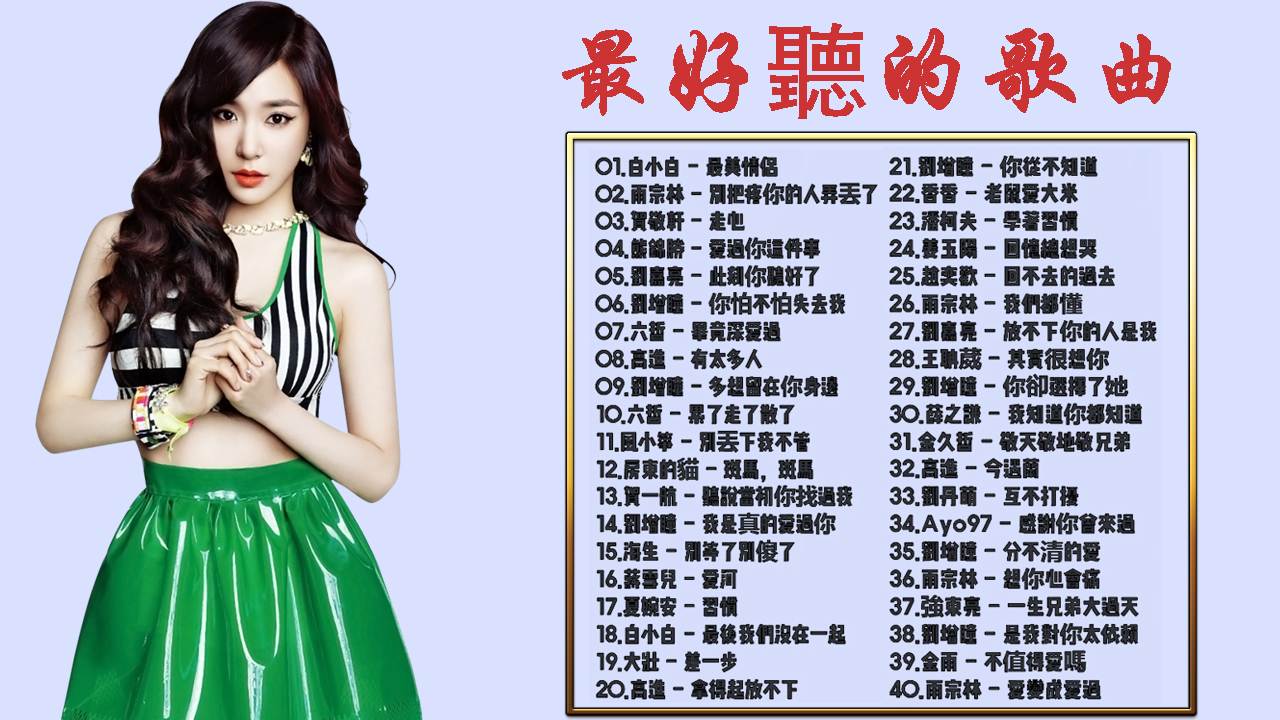 最好聽的歌曲
01.白小白 - 最美情侶
02.雨宗林 - 別把疼你的人弄丟了
03.賀敬軒 - 走心
04.熊錦勝 - 愛過你這件事
05.劉嘉亮 - 此刻你聽好了
06.劉增瞳 - 你怕不怕失去我
07.六哲 - 畢竟深愛過
08.高進 - 有太多人
09.劉增瞳 - 多想留在你身邊
10.六哲 - 累了走了散了
11.風小箏 - 別丟下我不管
12.房東的貓 - 斑馬，斑馬
13.賀一航 - 聽說當初你找過我
14.劉增瞳 - 我是真的愛過你
15.海生 - 別等了別傻了
16.蔣雪兒 - 愛河
17.夏婉安 - 習慣
18.白小白 - 最後我們沒在一起
19.大壯 - 差一步
20.高進 - 拿得起放不下
21.劉增瞳 - 你從不知道
22.香香 - 老鼠愛大米
23.潘柯夫 - 學著習慣
24.姜玉陽 - 回憶總想哭
25.趙奕歡 - 回不去的過去
26.雨宗林 - 我們都懂
27.劉嘉亮 - 放不下你的人是我
28.王聃葳 - 其實很想你
29.劉增瞳 - 你卻選擇了她
30.薛之謙 - 我知道你都知道
31.金久哲 - 敬天敬地敬兄弟
32.高進 - 今過蘭
33.劉丹萌 - 互不打擾
34.Ayo97 - 感謝你曾來過
35.劉增瞳 - 分不清的愛
36.雨宗林 - 想你心會痛
37.強東亮 - 一生兄弟大過天
38.劉增瞳 - 是我對你太依賴
39.金雨 - 不值得愛嗎
40.雨宗林 - 愛變成愛過